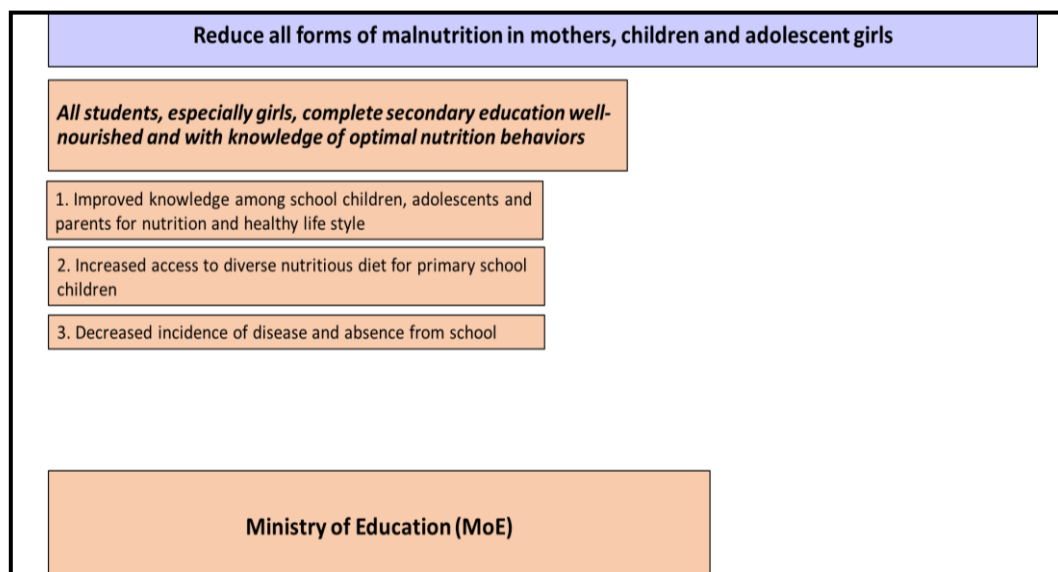 Reduce all forms of malnutrition in mothers, children and adolescent girls
All students, especially girls, complete secondary education well-
nourished and with knowledge of optimal nutrition behaviors
1. Improved knowledge among school children, adolescents and
parents for nutrition and healthy life style
2. Increased access to diverse nutritious diet for primary school
children
3. Decreased incidence of disease and absence from school
Ministry of Education (MoE)